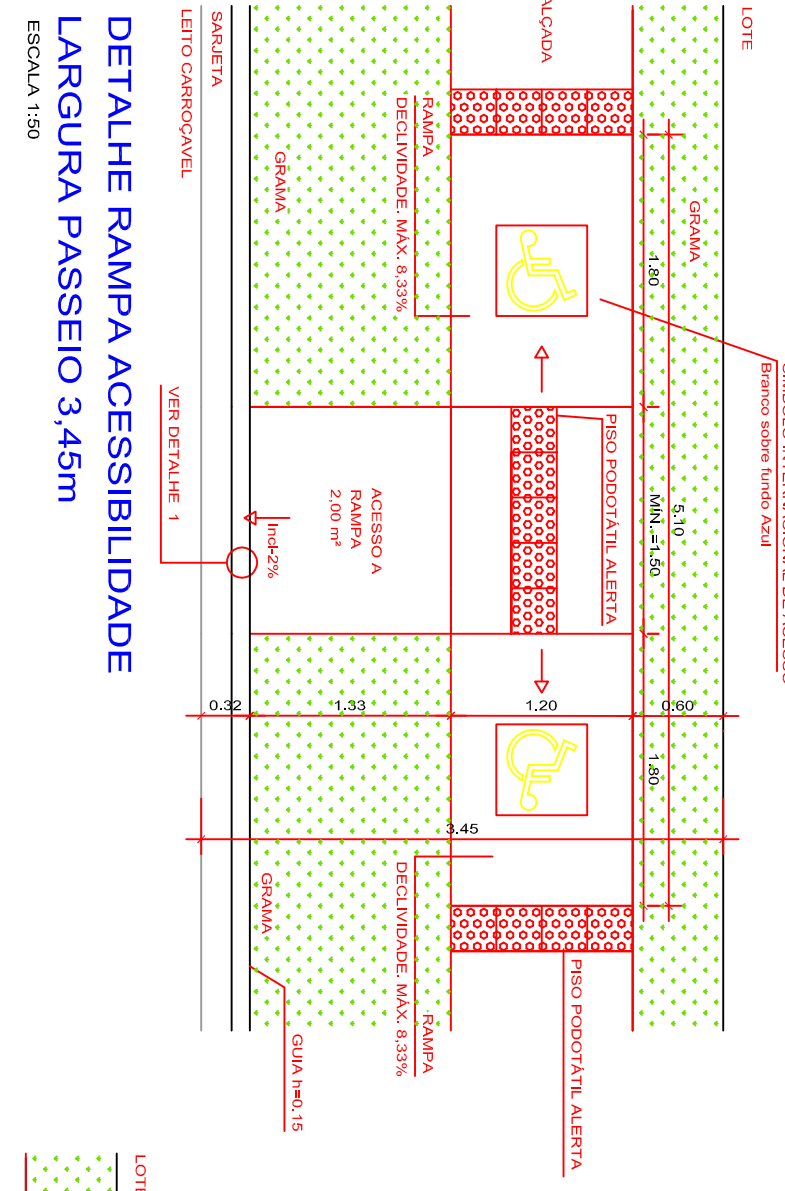 LOTE
GRAMA
1.80
5.10
MÍN.=1.50
1.80
0.60
Branco sobre fundo Azul
PISO PODOTÁTIL ALERTA
PISO PODOTÁTIL ALERTA
1.20
RAMPA
DECLIVIDADE. MÁX. 8,33%
3.45
RAMPA
DECLIVIDADE. MÁX. 8,33%
ACESSO A
RAMPA
2,00 m²
1.33
GRAMA
Incl-2%
GRAMA
GUIA h=0.15
0.32
SARJETA
LEITO CARROÇAVEL
VER DETALHE 1
DETALHE RAMPA ACESSIBILIDADE
LARGURA PASSEIO 3,45m
ESCALA 1:50
LOTE